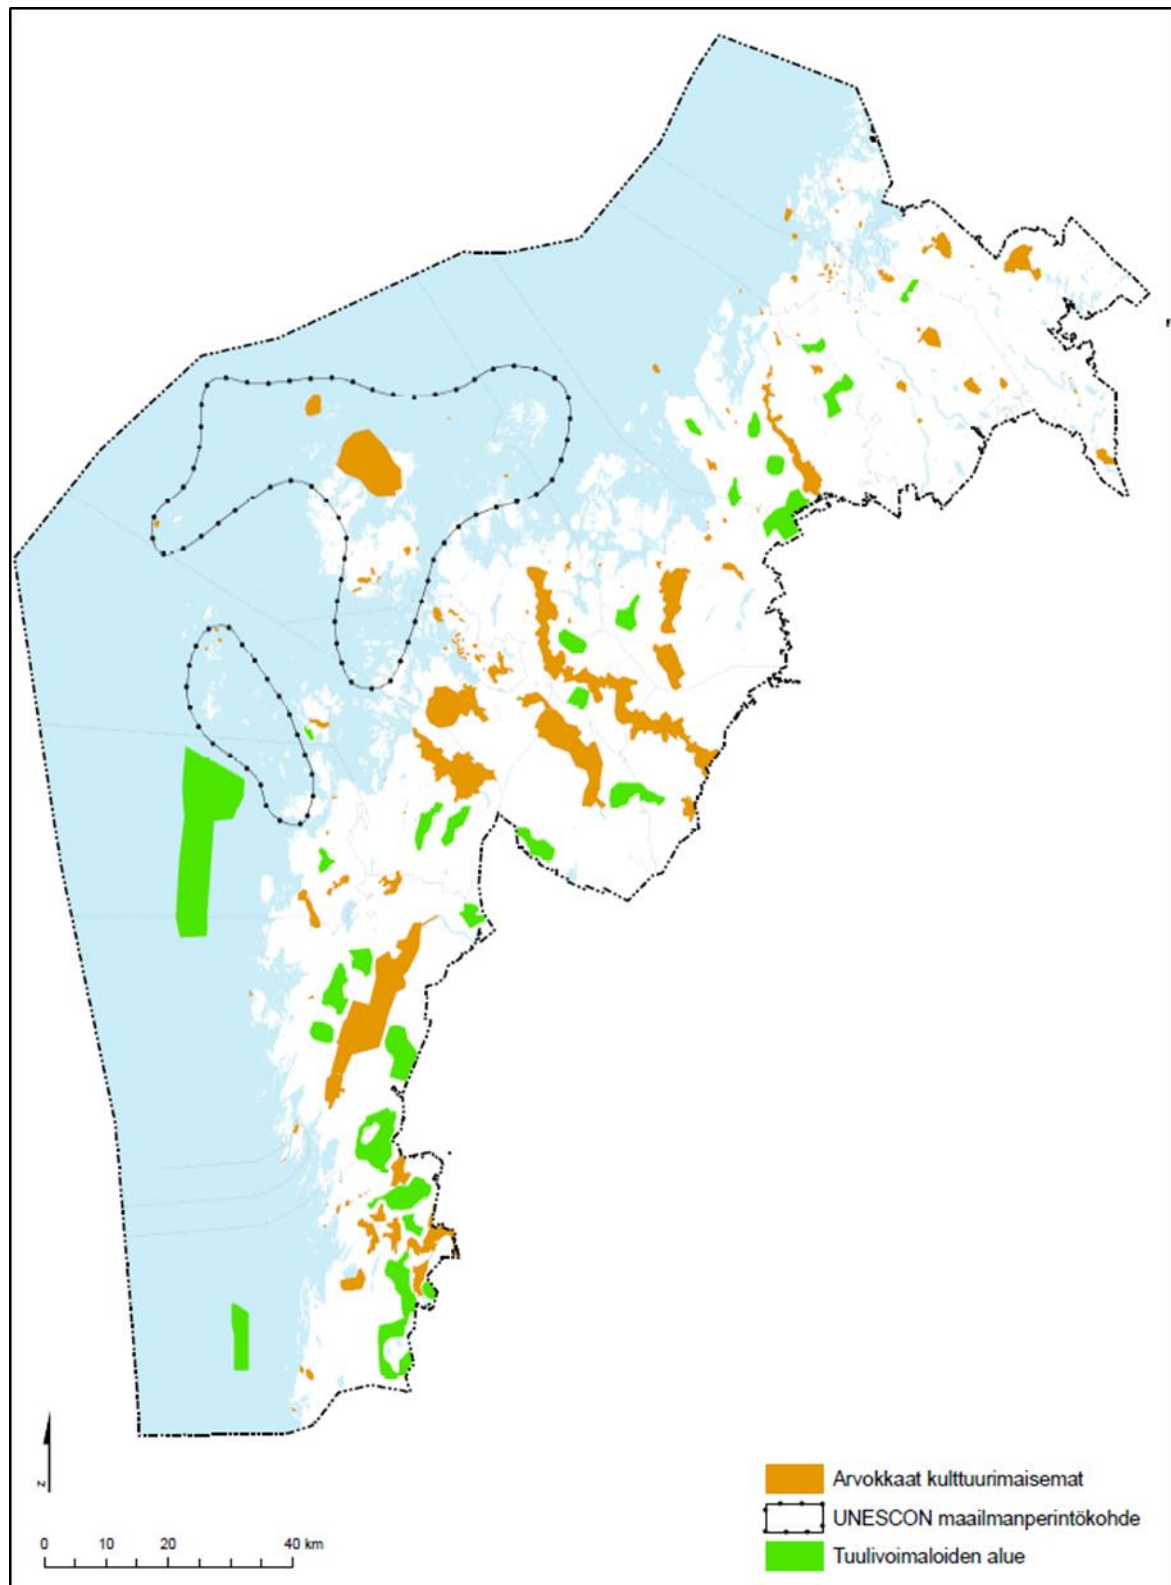 N
Arvokkaat kulttuurimaisemat
UNESCON maailmanperintökohde
Tuulivoimaloiden alue
0 10 20 40 km